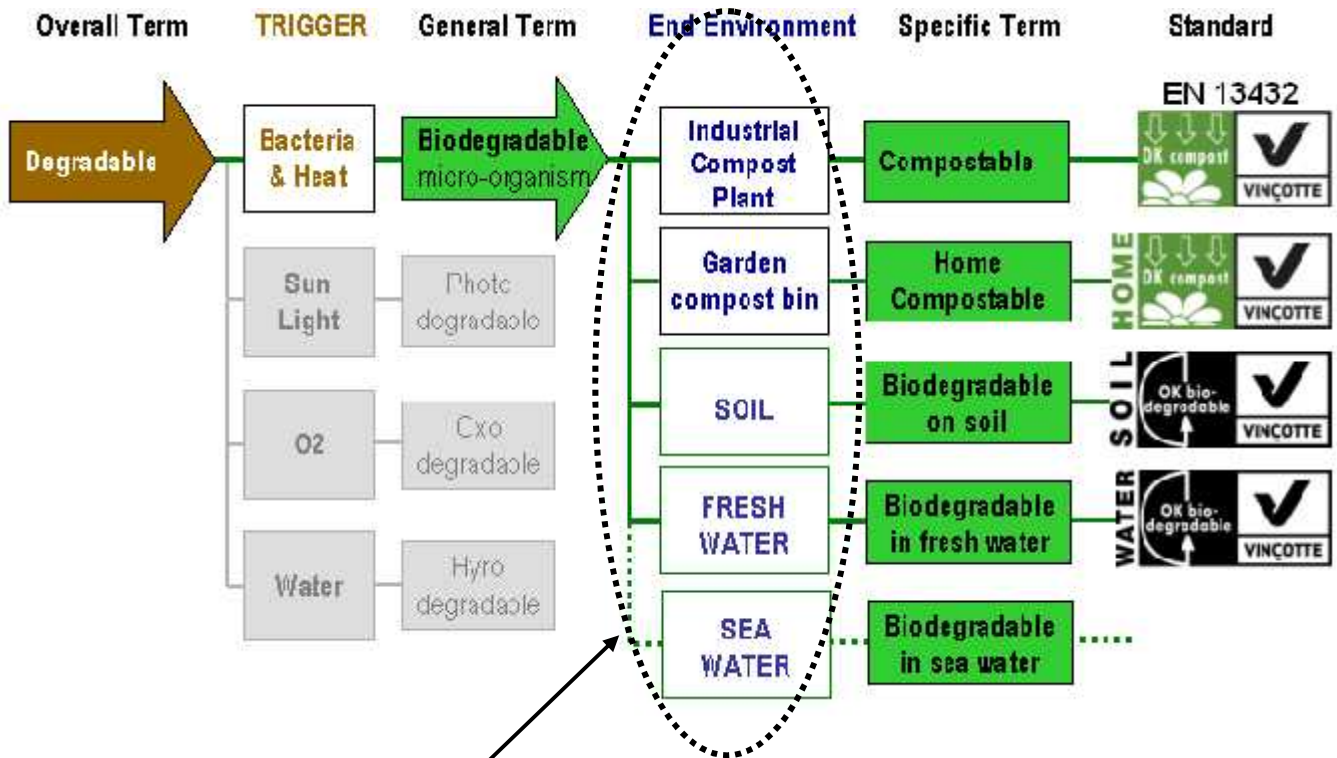 Overall Term
TRIGGER
General Term
End Environment
Specific Term
Standard
EN 13432
Degradable
Bacteria
& Heat
Biodegradable
micro-organism
Industrial
Compost
Plant
Compostable
OK compost
VINÇOTTE
Sun
Light
Photo
degradable
Garden
compost bin
Home
Compostable
HOME
OK compost
VINÇOTTE
O2
Oxo
degradable
SOIL
Biodegradable
on soil
SOIL
OK bio-
degradable
VINÇOTTE
Water
Hyro
degradable
FRESH
WATER
Biodegradable
in fresh water
WATER
OK bio-
degradable
VINÇOTTE
SEA
WATER
Biodegradable
in sea water